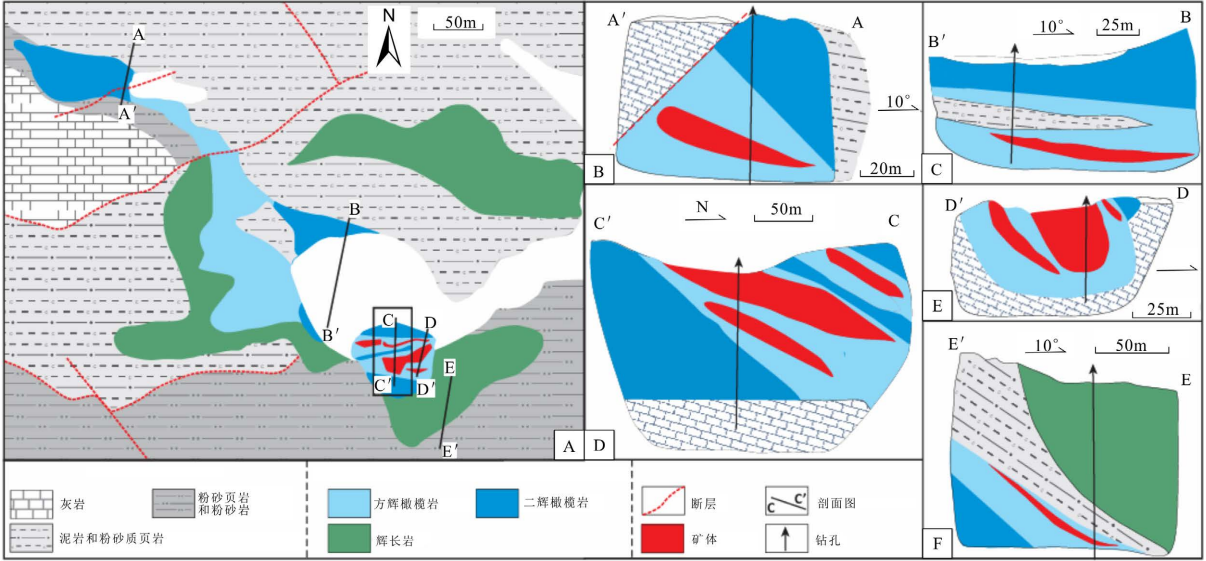 N
50m
A
A′
B
B′
C
C′
D
D′
E
E′
A
A′
A
10°
20m
B
B
B′
10°
25m
C
C′
N
50m
C
D
D′
D
25m
E
E′
10°
50m
E
F
灰岩
粉砂页岩
和粉砂岩
泥岩和粉砂质页岩
方辉橄榄岩
二辉橄榄岩
辉长岩
断层
C C′
剖面图
矿体
钻孔